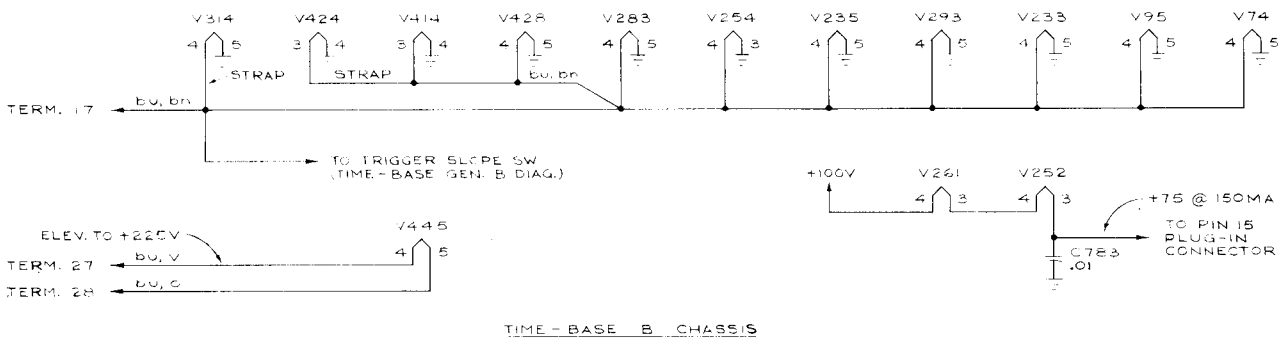 V314 V424 V414 V428 V283 V254 V235 V293 V233 V95 V74
4 5 3 4 3 4 4 5 4 5 4 3 4 5 4 5 4 5 4 5 4 5
STRAP STRAP bu, bn
TERM. 17 bu, bn
TO TRIGGER SLOPE SW
(TIME-BASE GEN. B DIAG.)
+100V V261 V252
4 3 4 3 +75 @ 150MA
TO PIN 15
PLUG-IN
CONNECTOR
C783
.01
V445
ELEV. TO +225V 4 5
TERM. 27 bu, v
TERM. 28 bu, o
TIME-BASE B CHASSIS